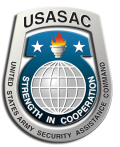 USASAC
STRENGTH IN COOPERATION
UNITED STATES ARMY SECURITY ASSISTANCE COMMAND